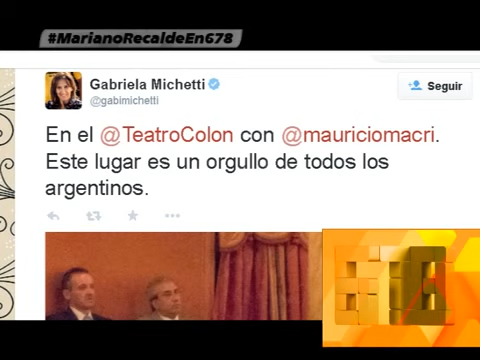 #MarianoRecaldeEn678
Gabriela Michetti
@gabimichetti
Seguir
En el @TeatroColon con @mauriciomacri.
Este lugar es un orgullo de todos los
argentinos.